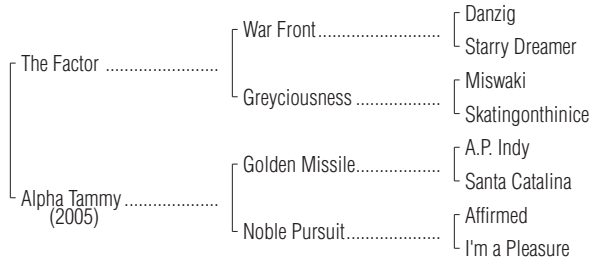 Danzig
War Front..........................
Starry Dreamer
The Factor ........................
Miswaki
Greyciousness ..................
Skatingonthinice
A.P. Indy
Golden Missile..................
Santa Catalina
Alpha Tammy....................
(2005)
Affirmed
Noble Pursuit....................
I'm a Pleasure